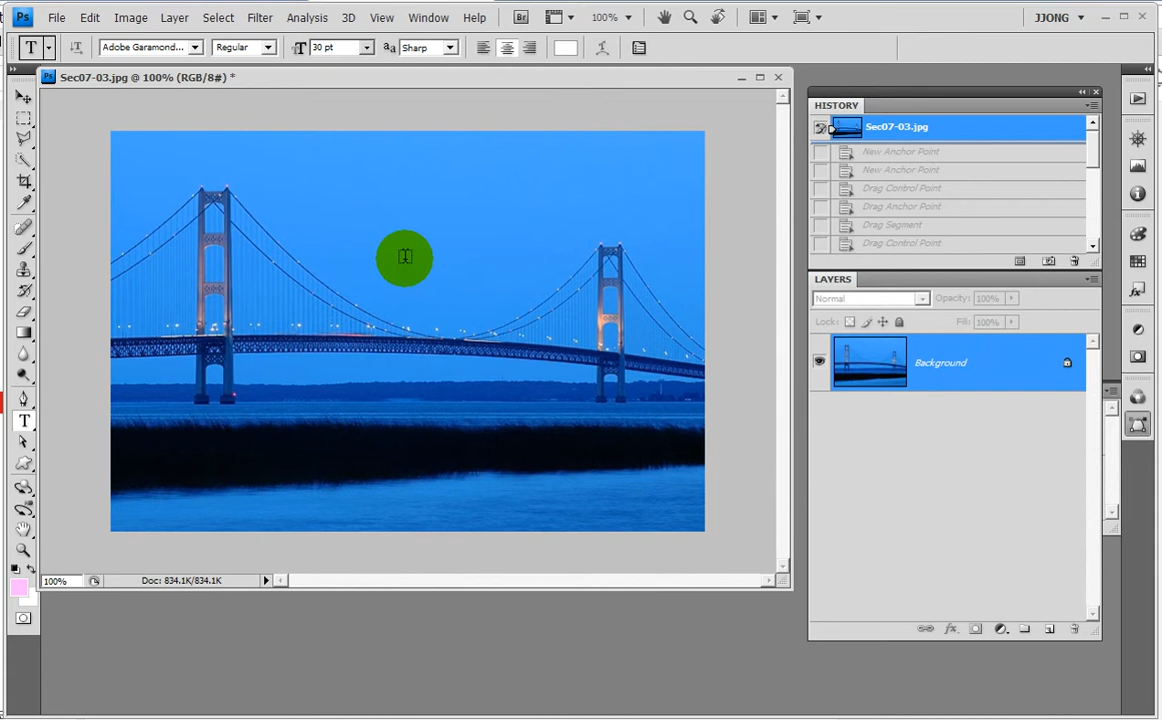 Ps File Edit Image Layer Select Filter Analysis 3D View Window Help Br 100% JJONG
T T Adobe Garamond... Regular T 30 pt aa Sharp
Sec07-03.jpg @ 100% (RGB/8#) *
HISTORY
Sec07-03.jpg
New Anchor Point
New Anchor Point
Drag Control Point
Drag Anchor Point
Drag Segment
Drag Control Point
LAYERS
Normal Opacity: 100%
Lock: Fill: 100%
Background
T
100% Doc: 834.1K/834.1K